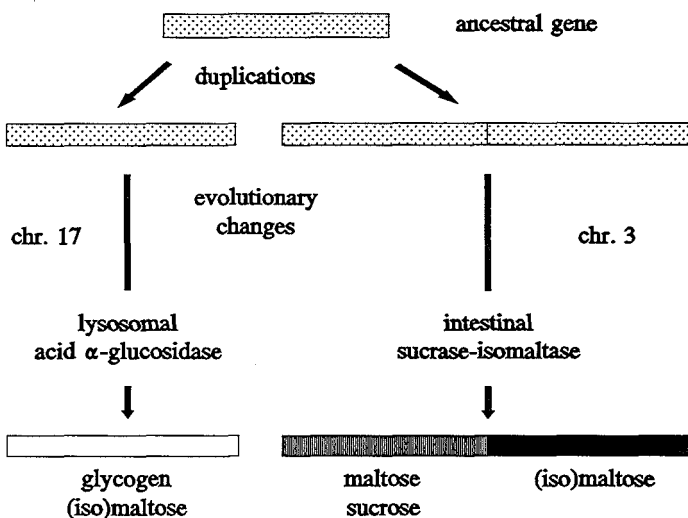 ancestral gene
duplications
evolutionary
changes
chr. 17
chr. 3
lysosomal
acid α-glucosidase
intestinal
sucrase-isomaltase
glycogen
(iso)maltose
maltose
sucrose
(iso)maltose